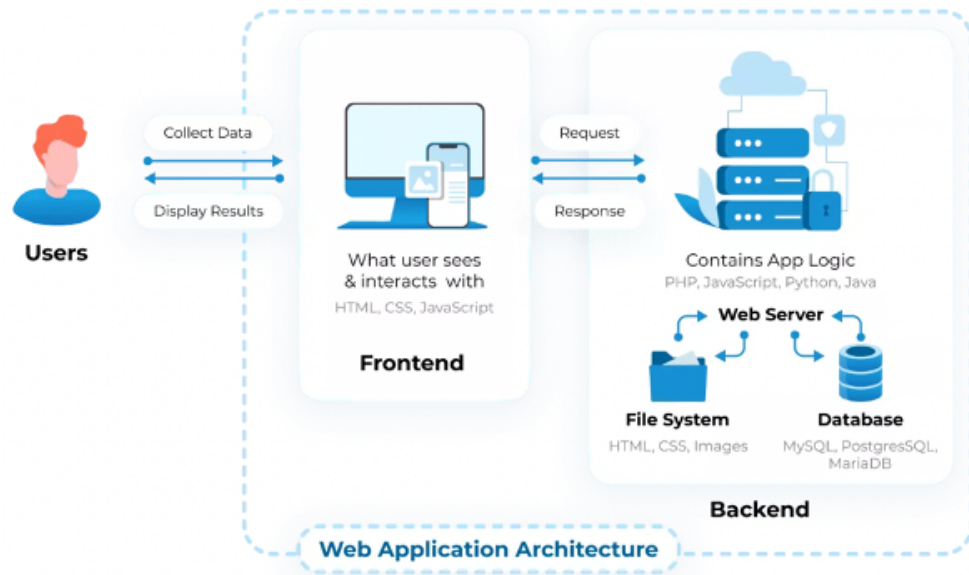 Collect Data
Display Results
Users
What user sees
& interacts with
HTML, CSS, JavaScript
Frontend
Request
Response
Contains App Logic
PHP, JavaScript, Python, Java
Web Server
File System
HTML, CSS, Images
Database
MySQL, PostgresSQL,
MariaDB
Backend
Web Application Architecture